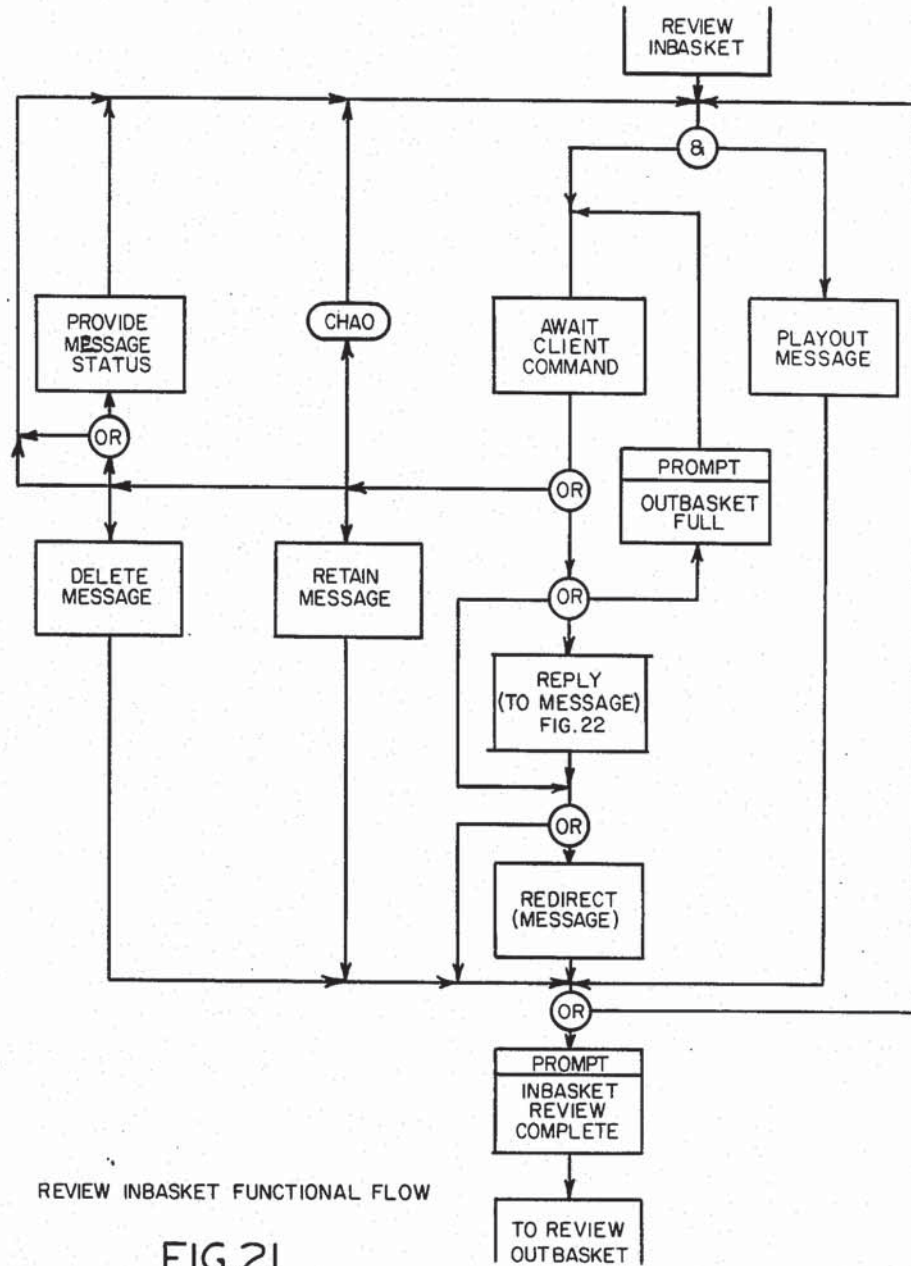 REVIEW
INBASKET
&
PROVIDE
MESSAGE
STATUS
CHAO
AWAIT
CLIENT
COMMAND
PLAYOUT
MESSAGE
OR
OR
PROMPT
OUTBASKET
FULL
DELETE
MESSAGE
RETAIN
MESSAGE
OR
REPLY
(TO MESSAGE)
FIG. 22
OR
REDIRECT
(MESSAGE)
OR
PROMPT
INBASKET
REVIEW
COMPLETE
REVIEW INBASKET FUNCTIONAL FLOW
TO REVIEW
OUTBASKET
FIG. 21